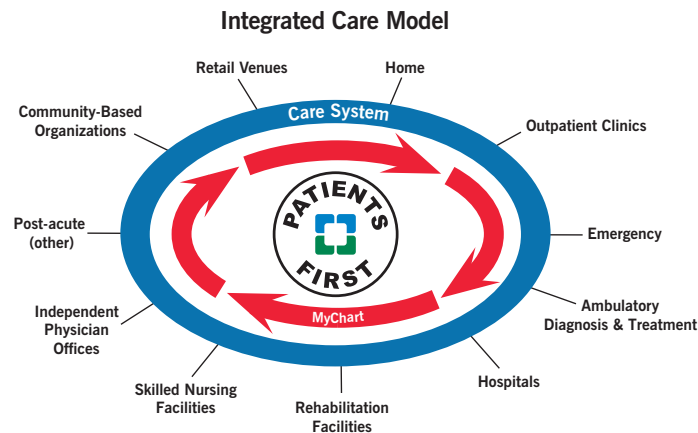 Integrated Care Model
Retail Venues
Home
Community-Based
Organizations
Care System
Outpatient Clinics
PATIENTS
FIRST
Post-acute
(other)
Emergency
Independent
Physician
Offices
MyChart
Ambulatory
Diagnosis & Treatment
Skilled Nursing
Facilities
Rehabilitation
Facilities
Hospitals